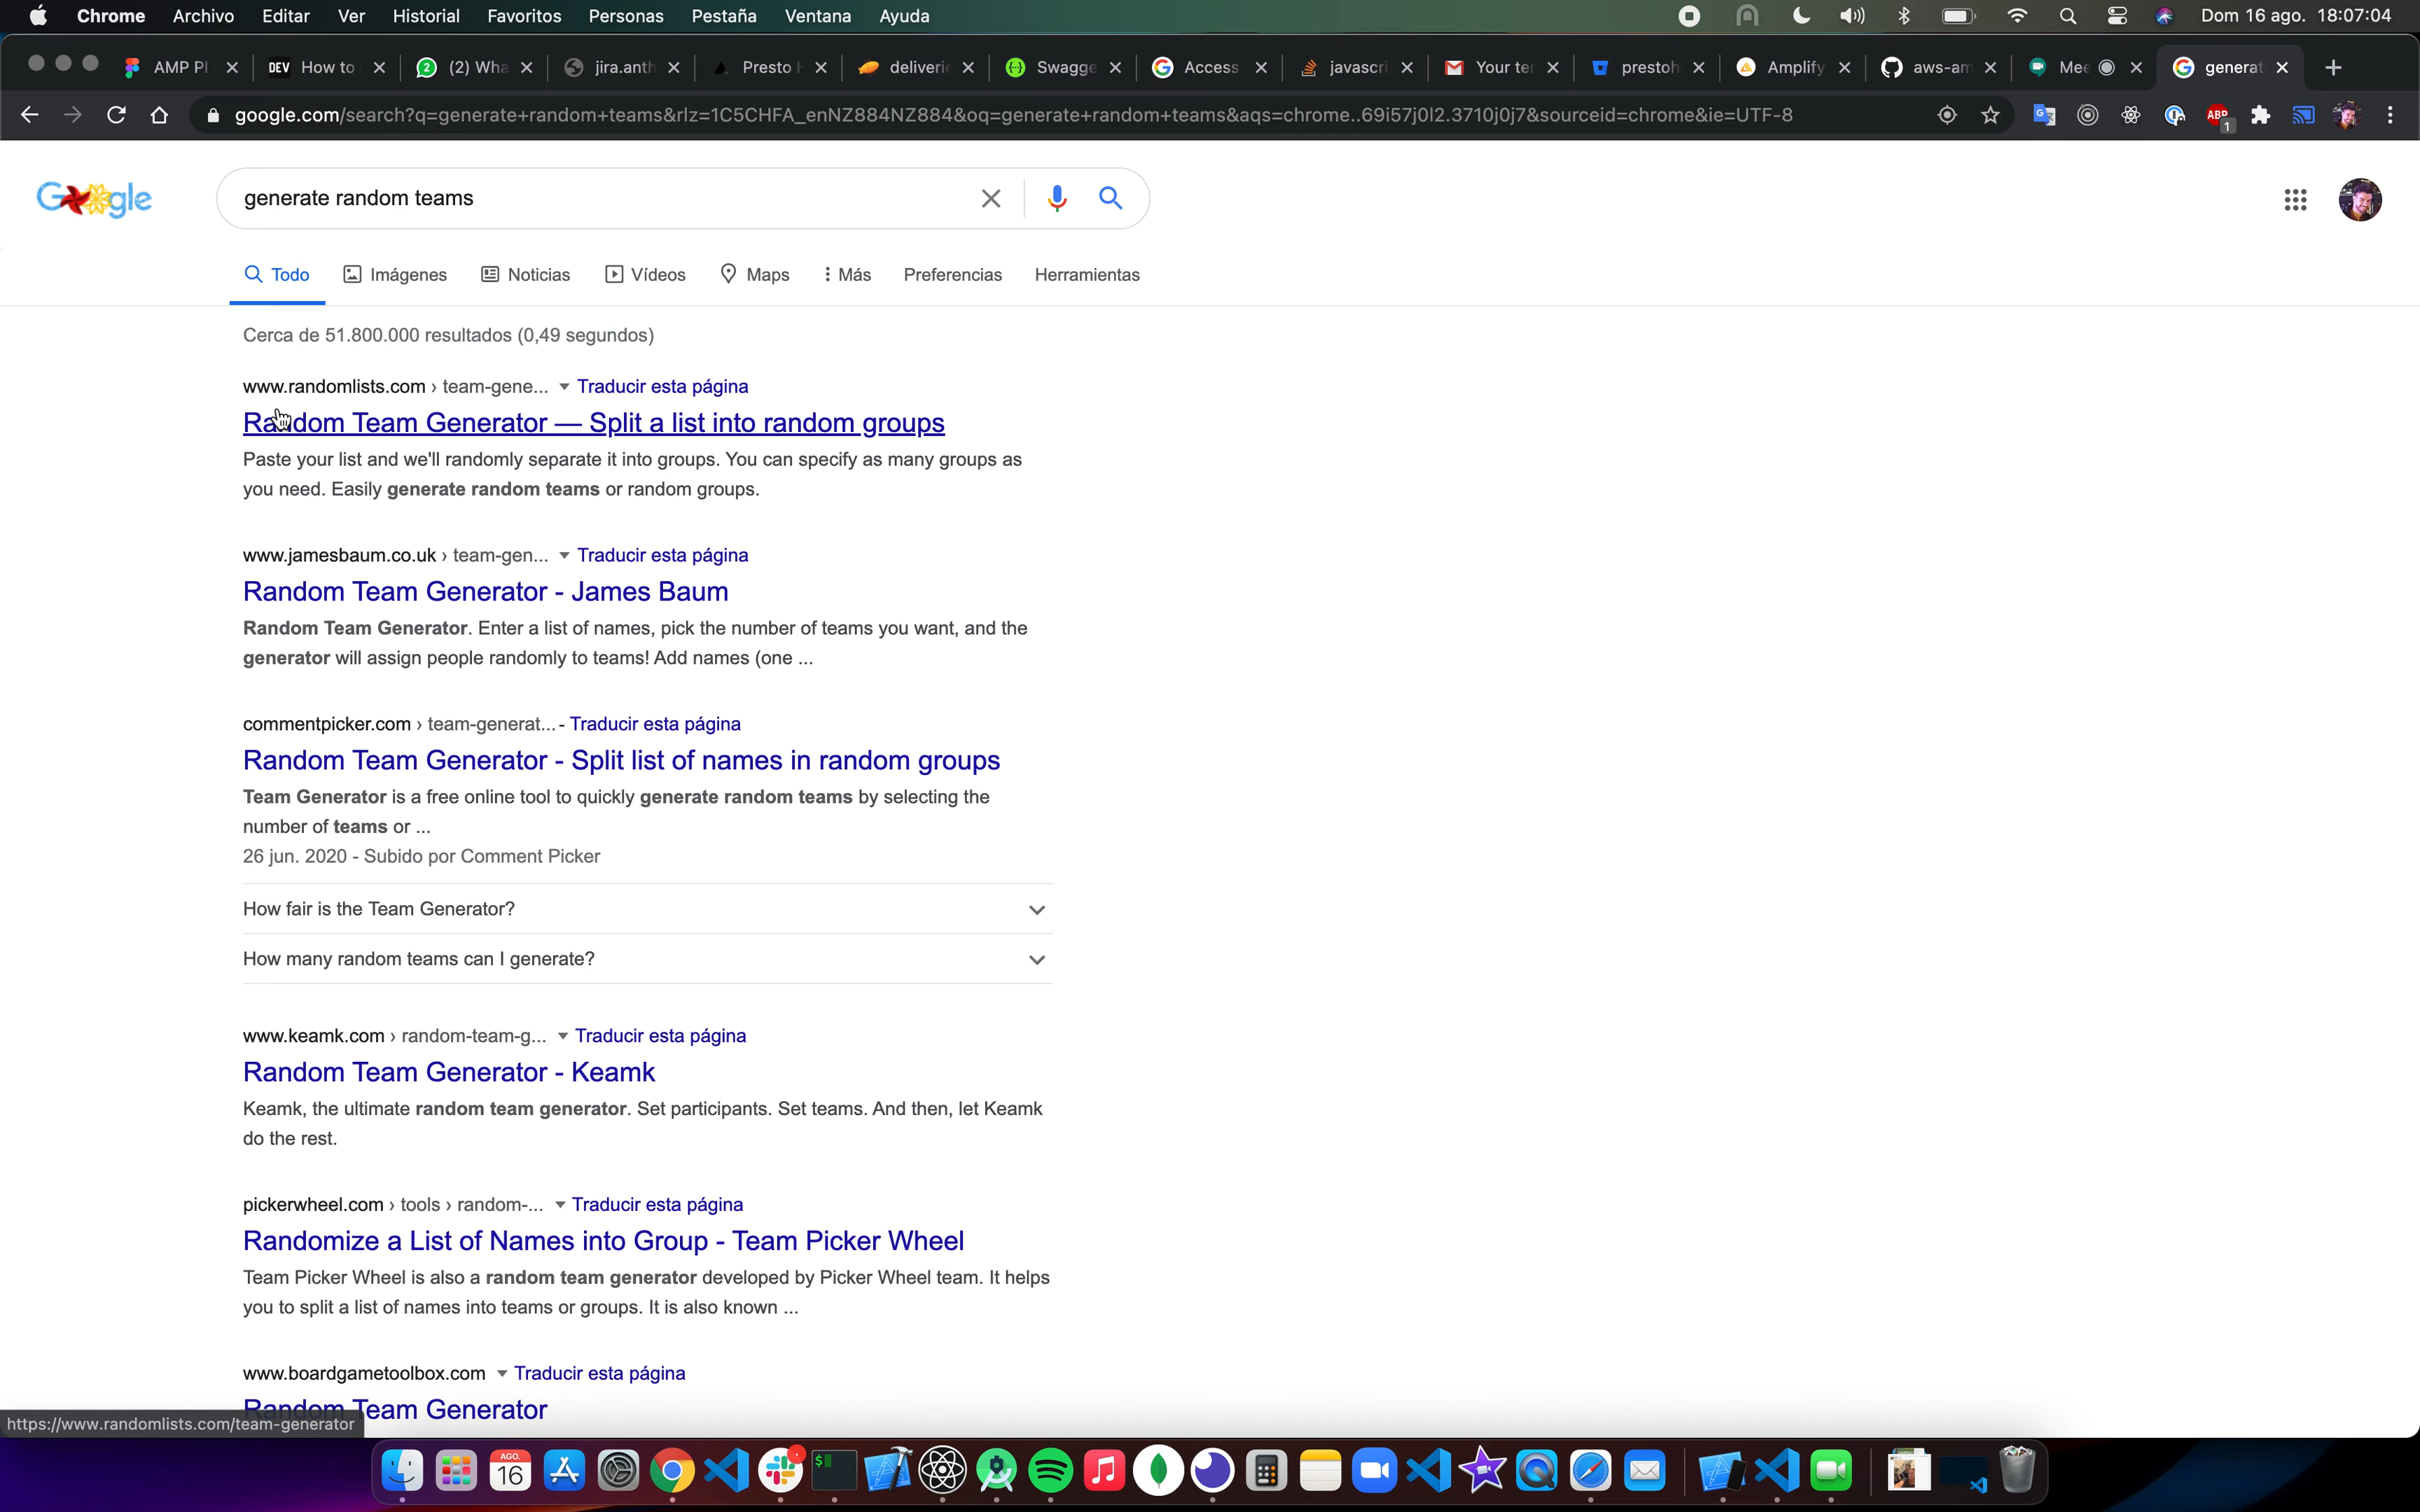 Chrome Archivo Editar Ver Historial Favoritos Personas Pestaña Ventana Ayuda Dom 16 ago. 18:07:04
AMP Pl DEV How to (2) Wha jira.anth Presto H deliverie Swagge Access javascri Your ter prestoh Amplify aws-am Mee generat
google.com/search?q=generate+random+teams&rlz=1C5CHFA_enNZ884NZ884&oq=generate+random+teams&aqs=chrome..69i57j0l2.3710j0j7&sourceid=chrome&ie=UTF-8 ABP 1
Google generate random teams
Todo Imágenes Noticias Vídeos Maps Más Preferencias Herramientas
Cerca de 51.800.000 resultados (0,49 segundos)
www.randomlists.com › team-gene... Traducir esta página
Random Team Generator — Split a list into random groups
Paste your list and we'll randomly separate it into groups. You can specify as many groups as
you need. Easily generate random teams or random groups.
www.jamesbaum.co.uk › team-gen... Traducir esta página
Random Team Generator - James Baum
Random Team Generator. Enter a list of names, pick the number of teams you want, and the
generator will assign people randomly to teams! Add names (one ...
commentpicker.com › team-generat... - Traducir esta página
Random Team Generator - Split list of names in random groups
Team Generator is a free online tool to quickly generate random teams by selecting the
number of teams or ...
26 jun. 2020 - Subido por Comment Picker
How fair is the Team Generator?
How many random teams can I generate?
www.keamk.com › random-team-g... Traducir esta página
Random Team Generator - Keamk
Keamk, the ultimate random team generator. Set participants. Set teams. And then, let Keamk
do the rest.
pickerwheel.com › tools › random-... Traducir esta página
Randomize a List of Names into Group - Team Picker Wheel
Team Picker Wheel is also a random team generator developed by Picker Wheel team. It helps
you to split a list of names into teams or groups. It is also known ...
www.boardgametoolbox.com Traducir esta página
Random Team Generator
https://www.randomlists.com/team-generator
AGO.
16